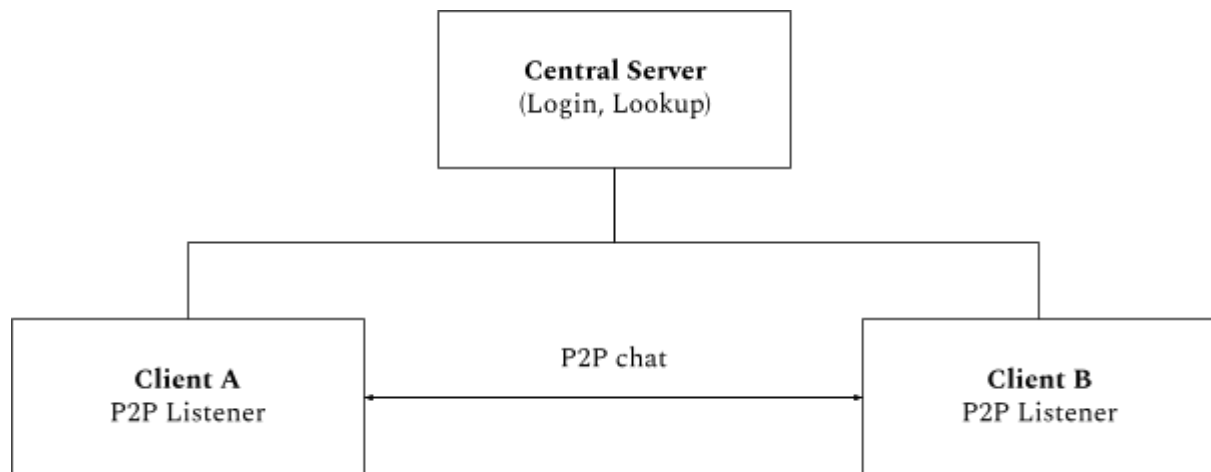 Central Server
(Login, Lookup)
P2P chat
Client A
P2P Listener
Client B
P2P Listener